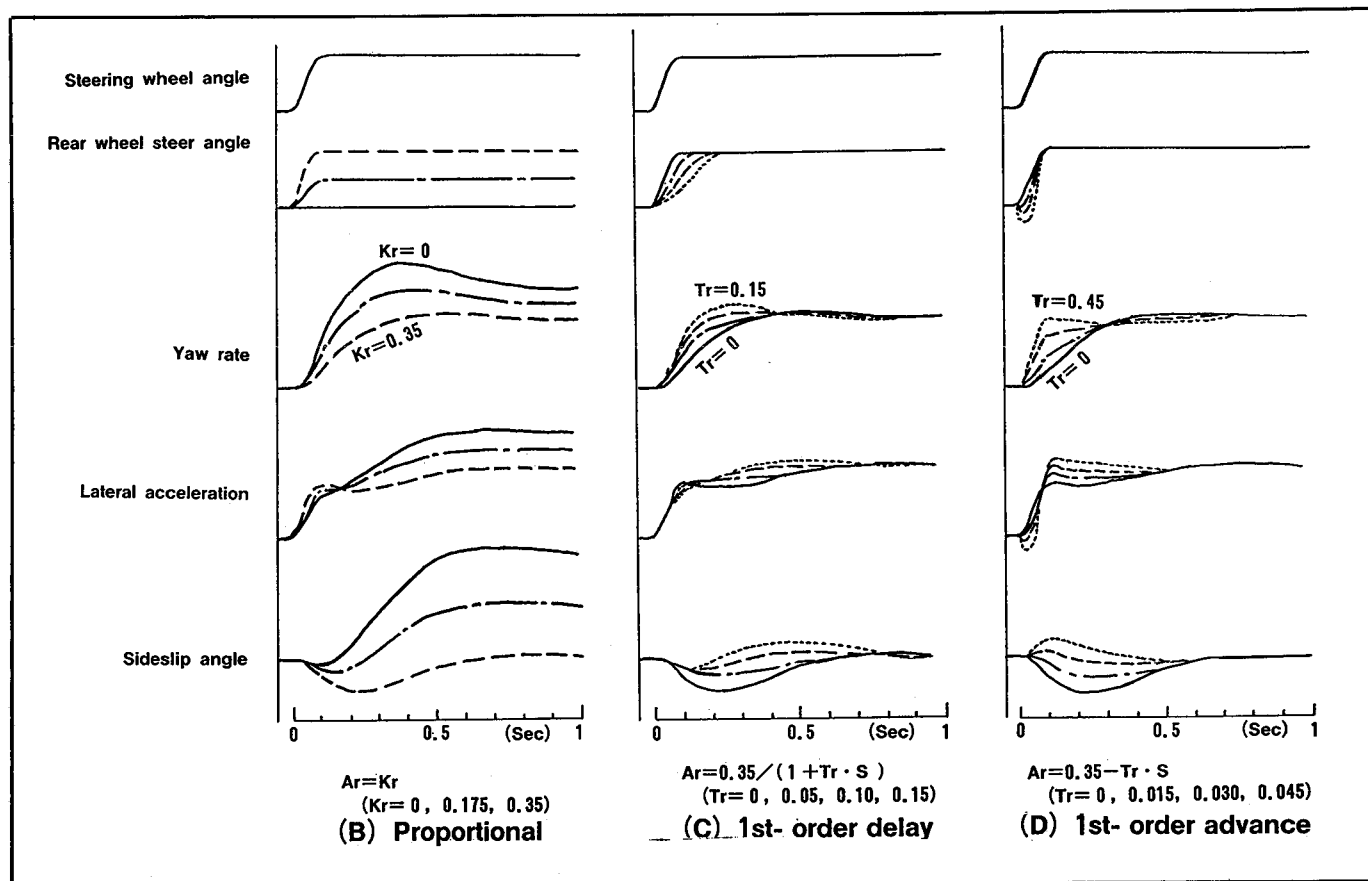 Steering wheel angle
Rear wheel steer angle
Kr=0
Kr=0.35
Tr=0.15
Tr=0
Tr=0.45
Tr=0
Yaw rate
Lateral acceleration
Sideslip angle
0 0.5 (Sec) 1
0 0.5 (Sec) 1
0 0.5 (Sec) 1
Ar=Kr
(Kr=0, 0.175, 0.35)
(B) Proportional
Ar=0.35/(1+Tr·S)
(Tr=0, 0.05, 0.10, 0.15)
(C) 1st- order delay
Ar=0.35−Tr·S
(Tr=0, 0.015, 0.030, 0.045)
(D) 1st- order advance